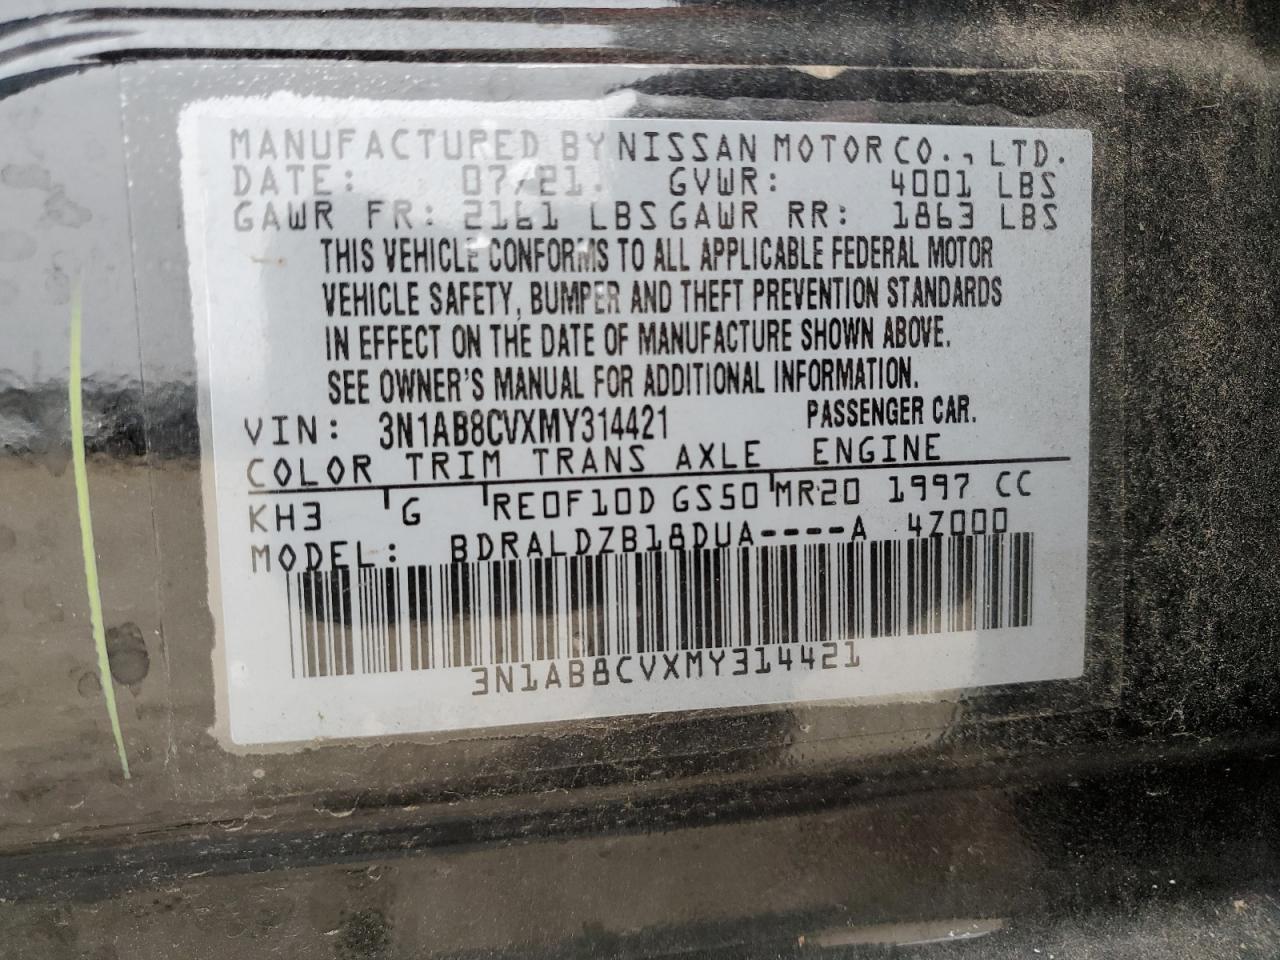 MANUFACTURED BY NISSAN MOTOR CO., LTD.
DATE: 07/21. GVWR: 4001 LBS
GAWR FR: 2161 LBS GAWR RR: 1863 LBS
THIS VEHICLE CONFORMS TO ALL APPLICABLE FEDERAL MOTOR
VEHICLE SAFETY, BUMPER AND THEFT PREVENTION STANDARDS
IN EFFECT ON THE DATE OF MANUFACTURE SHOWN ABOVE.
SEE OWNER'S MANUAL FOR ADDITIONAL INFORMATION.
VIN: 3N1AB8CVXMY314421 PASSENGER CAR.
COLOR TRIM TRANS AXLE ENGINE
KH3 G RE0F10D GS50 MR20 1997 CC
MODEL: BDRALDZB18DUA----A 4Z000
3N1AB8CVXMY314421